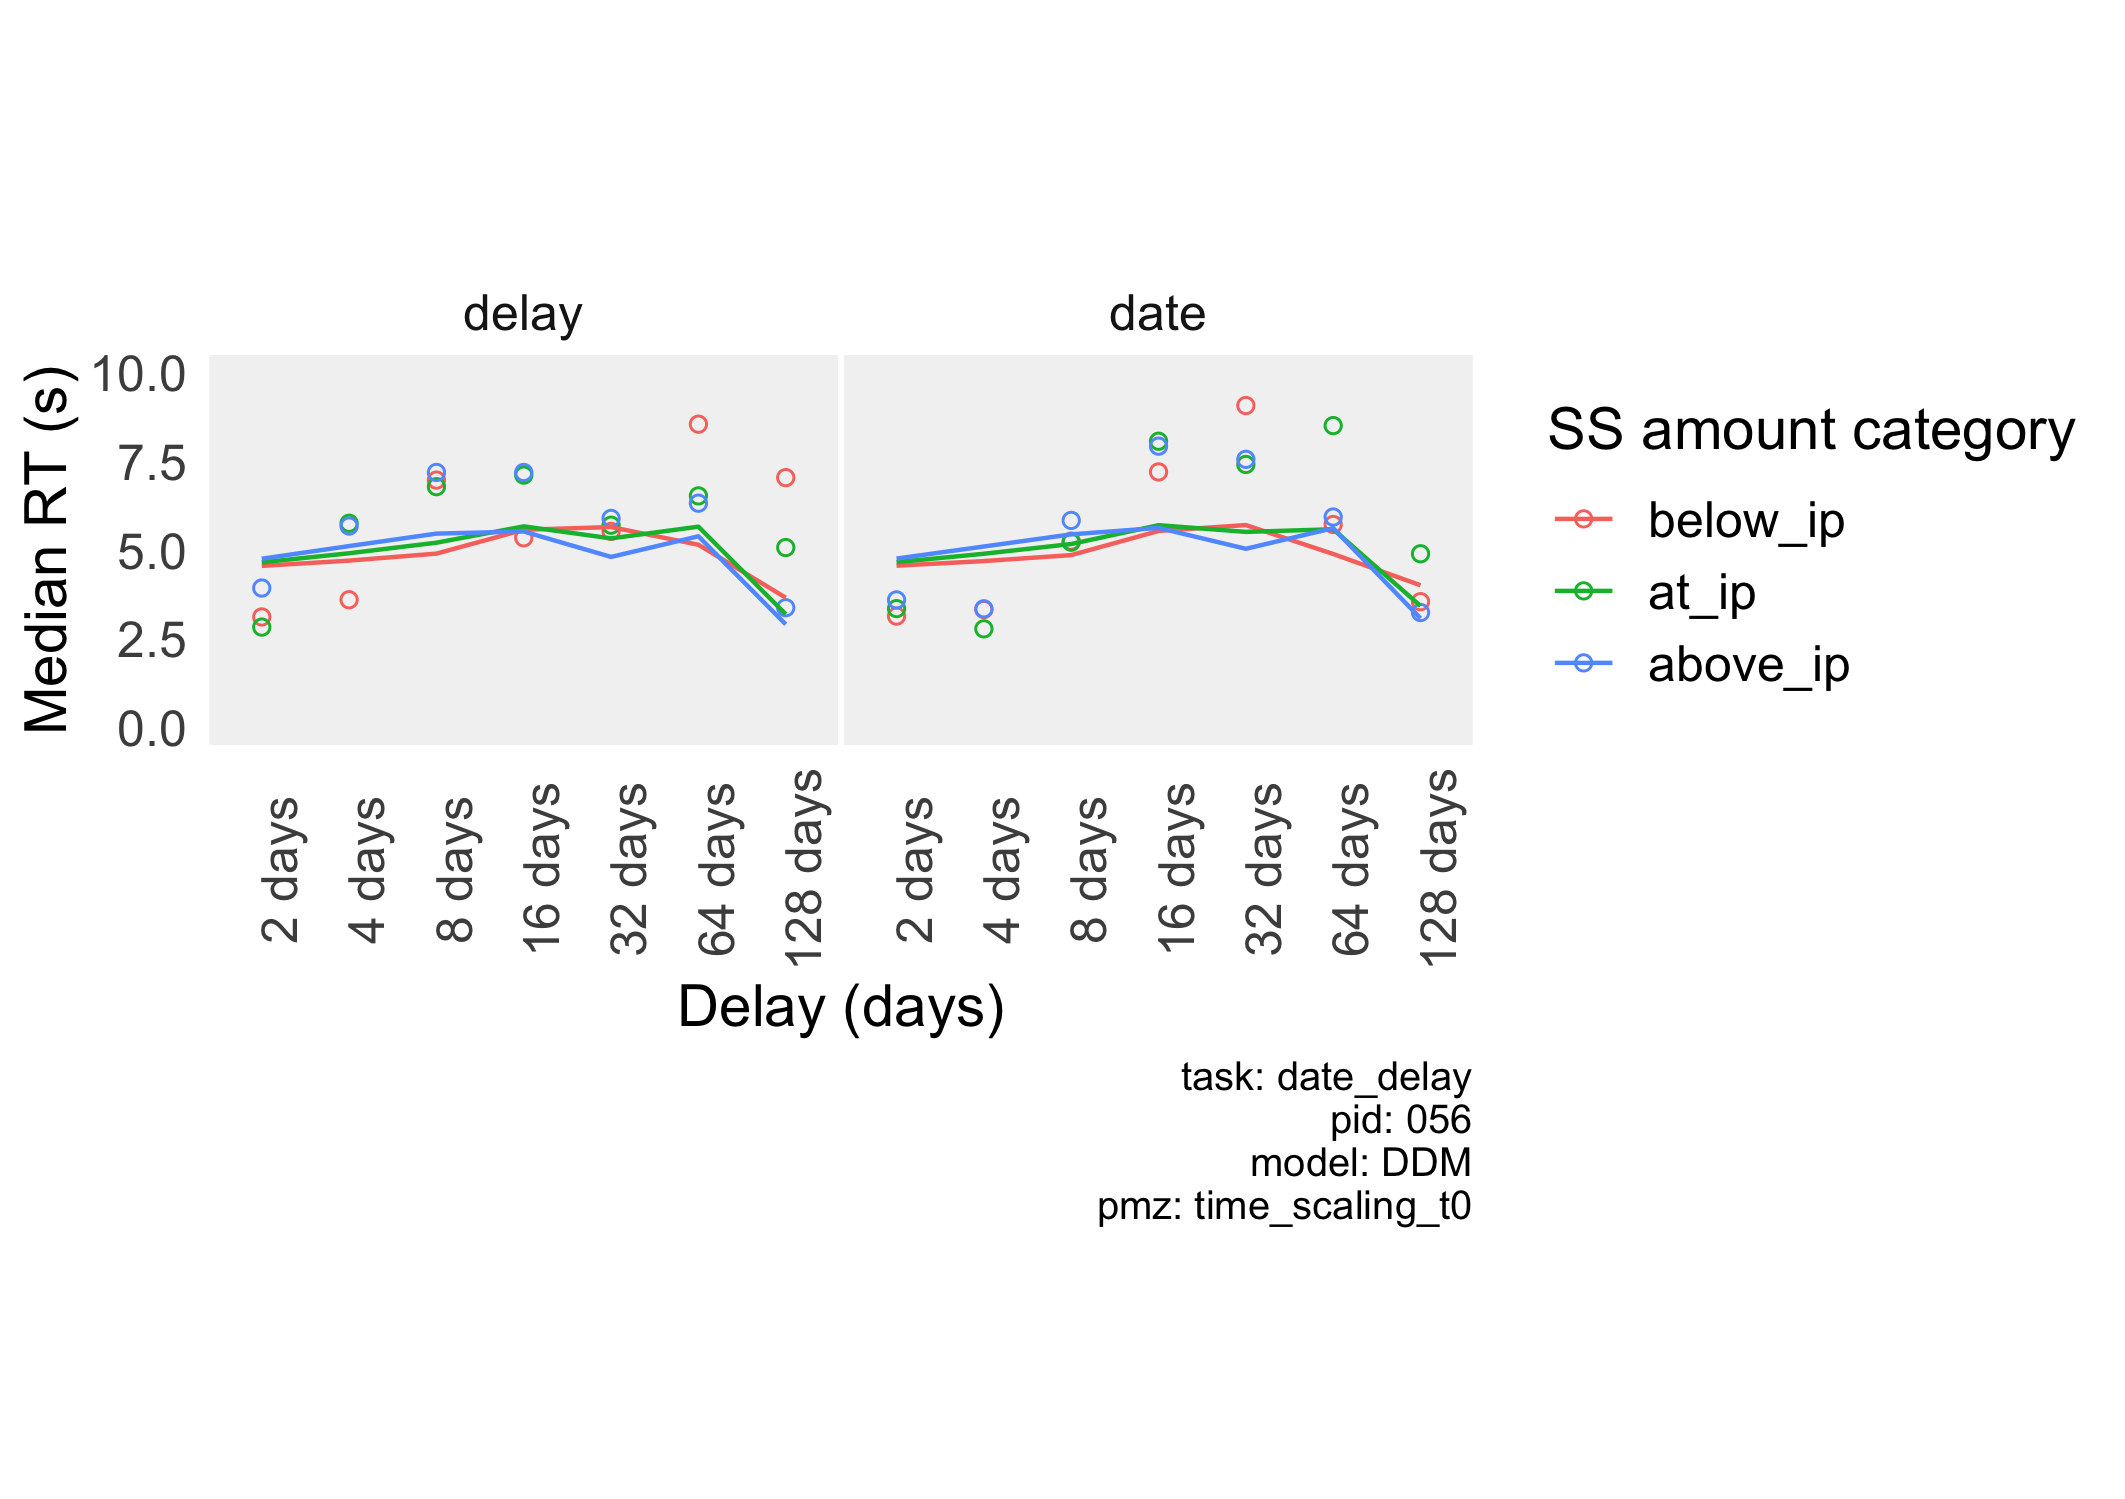 delay
date
Median RT (s)
10.0
7.5
5.0
2.5
0.0
2 days
4 days
8 days
16 days
32 days
64 days
128 days
2 days
4 days
8 days
16 days
32 days
64 days
128 days
Delay (days)
SS amount category
below_ip
at_ip
above_ip
task: date_delay
pid: 056
model: DDM
pmz: time_scaling_t0